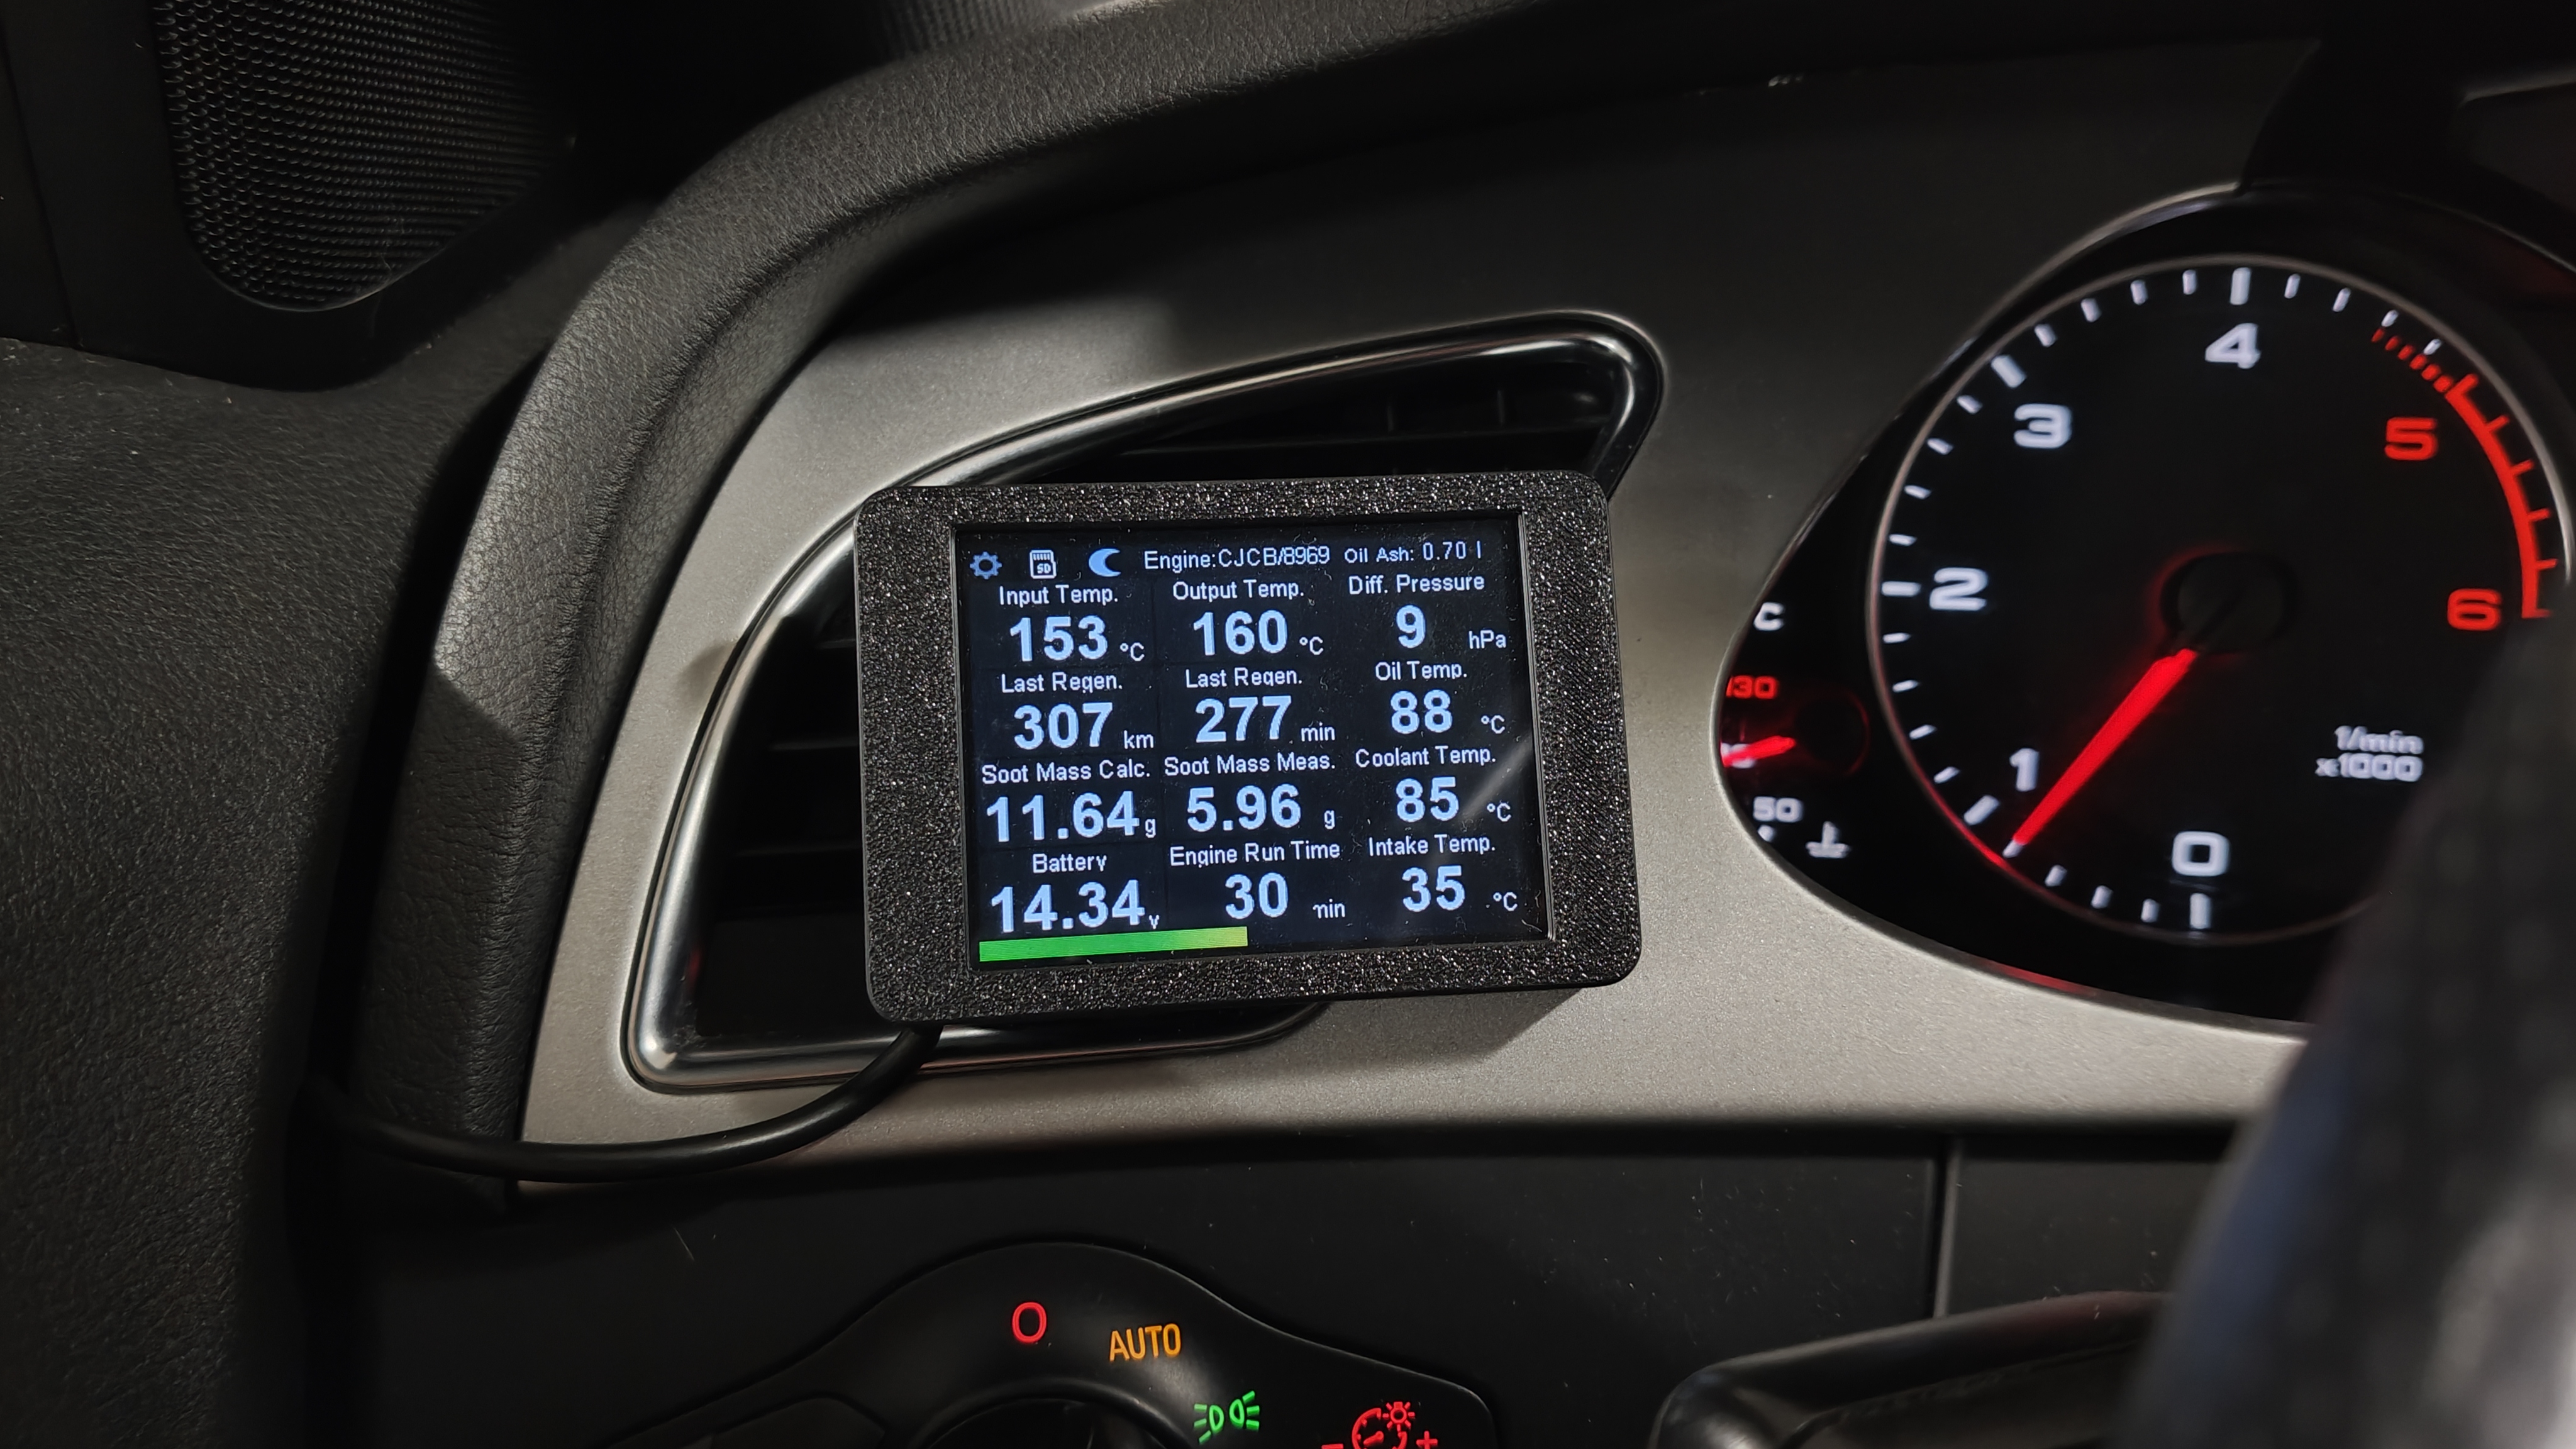 SD Engine:CJCB/8969 Oil Ash: 0.70 l
Input Temp. Output Temp. Diff. Pressure
153 °C 160 °C 9 hPa
Last Regen. Last Regen. Oil Temp.
307 km 277 min 88 °C
Soot Mass Calc. Soot Mass Meas. Coolant Temp.
11.64 g 5.96 g 85 °C
Battery Engine Run Time Intake Temp.
14.34 v 30 min 35 °C
C
130
50
0
1
2
3
4
5
6
1/min
x1000
1
O
AUTO
- +